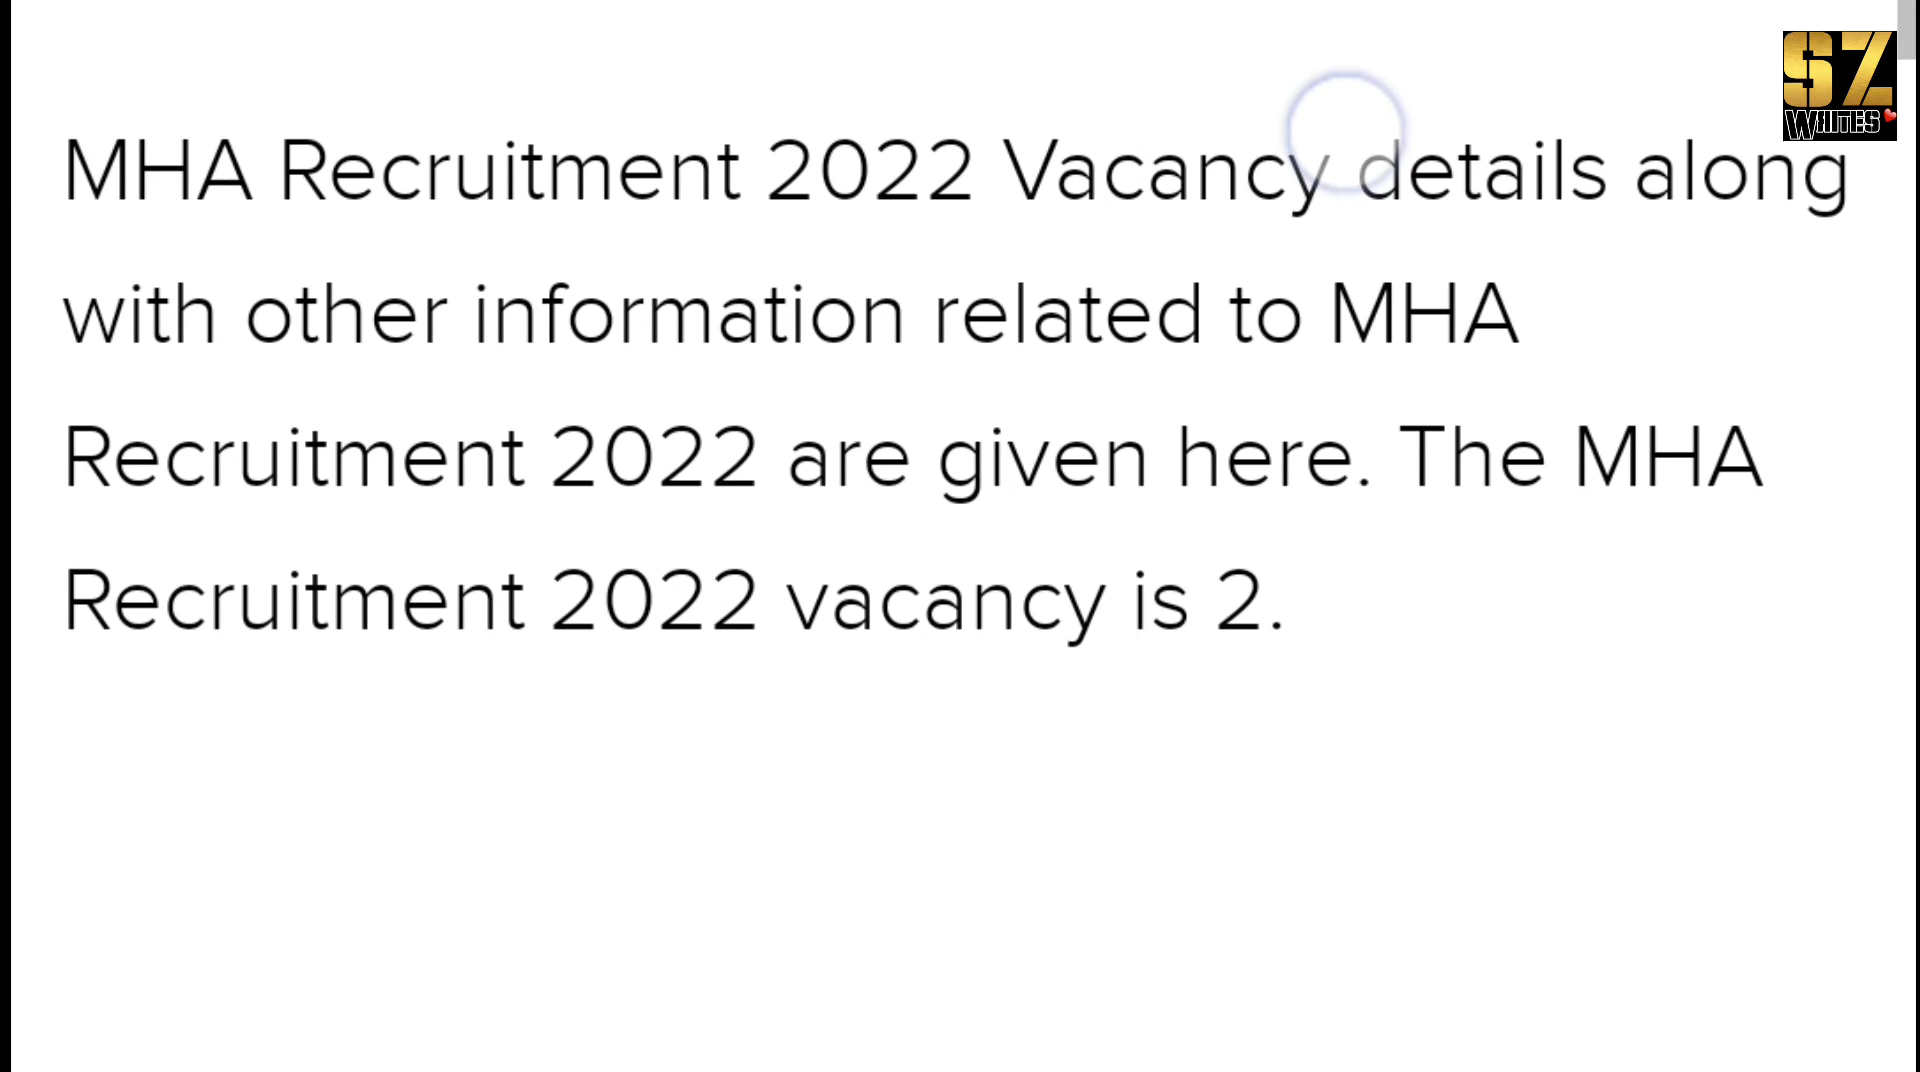 SZ
WRITES
MHA Recruitment 2022 Vacancy details along
with other information related to MHA
Recruitment 2022 are given here. The MHA
Recruitment 2022 vacancy is 2.